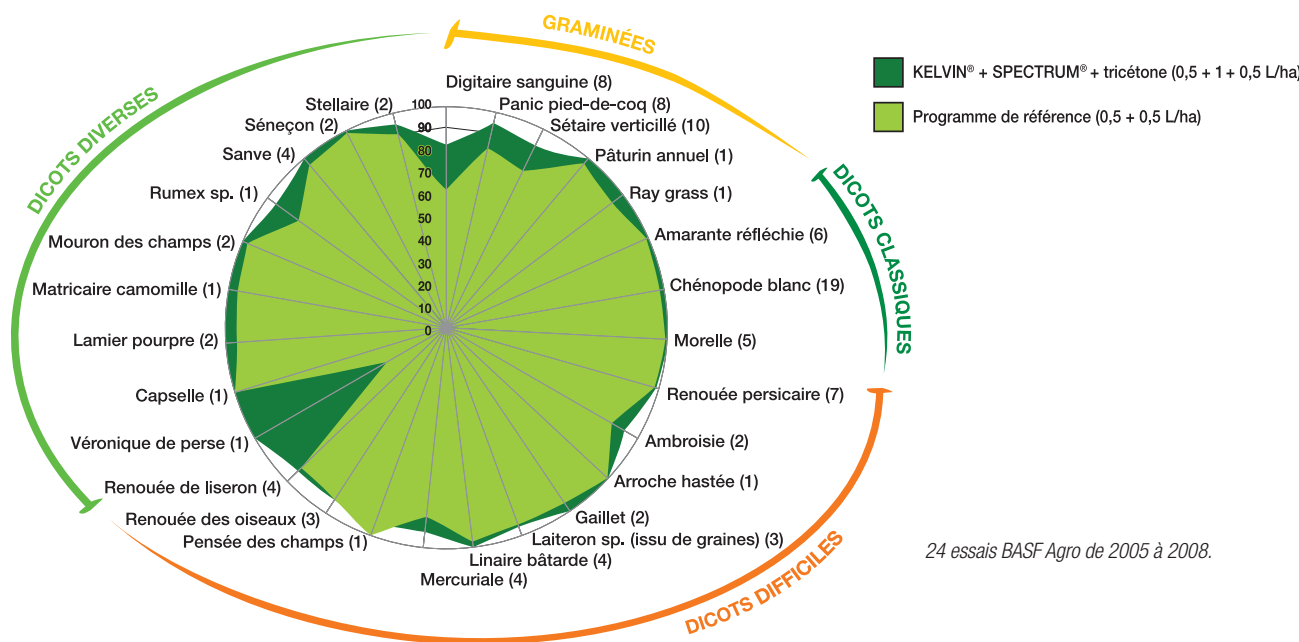 GRAMINÉES
DICOTS CLASSIQUES
DICOTS DIFFICILES
DICOTS DIVERSES
Digitaire sanguine (8)
Panic pied-de-coq (8)
Sétaire verticillé (10)
Pâturin annuel (1)
Ray grass (1)
Amarante réfléchie (6)
Chénopode blanc (19)
Morelle (5)
Renouée persicaire (7)
Ambroisie (2)
Arroche hastée (1)
Gaillet (2)
Laiteron sp. (issu de graines) (3)
Linaire bâtarde (4)
Mercuriale (4)
Pensée des champs (1)
Renouée des oiseaux (3)
Renouée de liseron (4)
Véronique de perse (1)
Capselle (1)
Lamier pourpre (2)
Matricaire camomille (1)
Mouron des champs (2)
Rumex sp. (1)
Sanve (4)
Séneçon (2)
Stellaire (2)
100
90
80
70
60
50
40
30
20
10
0
KELVIN® + SPECTRUM® + tricétone (0,5 + 1 + 0,5 L/ha)
Programme de référence (0,5 + 0,5 L/ha)
24 essais BASF Agro de 2005 à 2008.